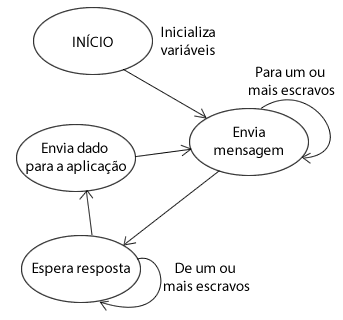 INÍCIO
Inicializa
variáveis
Para um ou
mais escravos
Envia
mensagem
Envia dado
para a aplicação
Espera resposta
De um ou
mais escravos